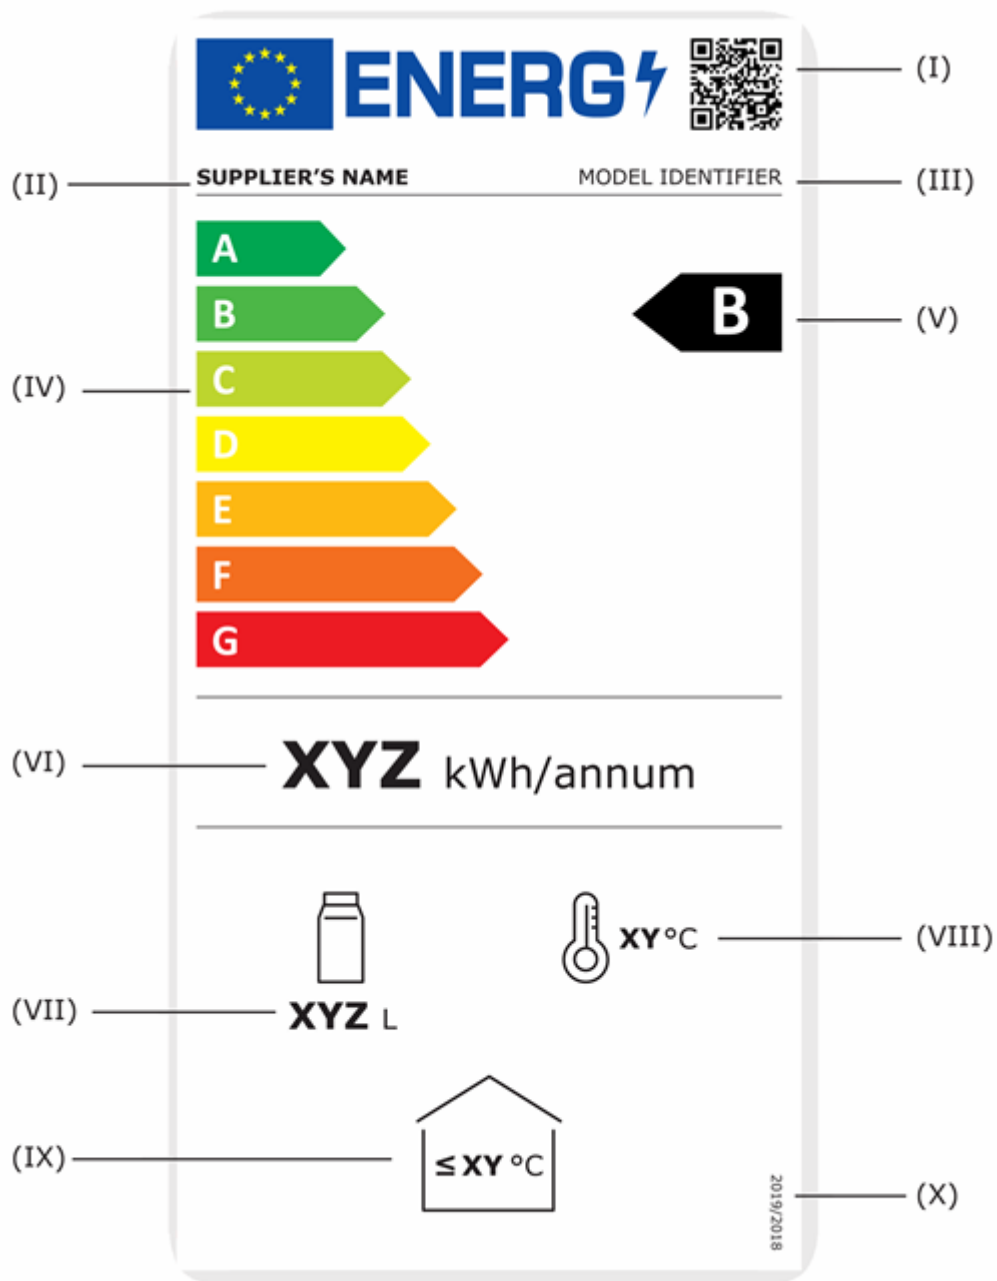 ENERG
(I)
(II)
SUPPLIER'S NAME
MODEL IDENTIFIER
(III)
A
B
B
(V)
(IV)
C
D
E
F
G
(VI)
XYZ kWh/annum
XY°C
(VIII)
(VII)
XYZ L
(IX)
≤ XY °C
2019/2018
(X)